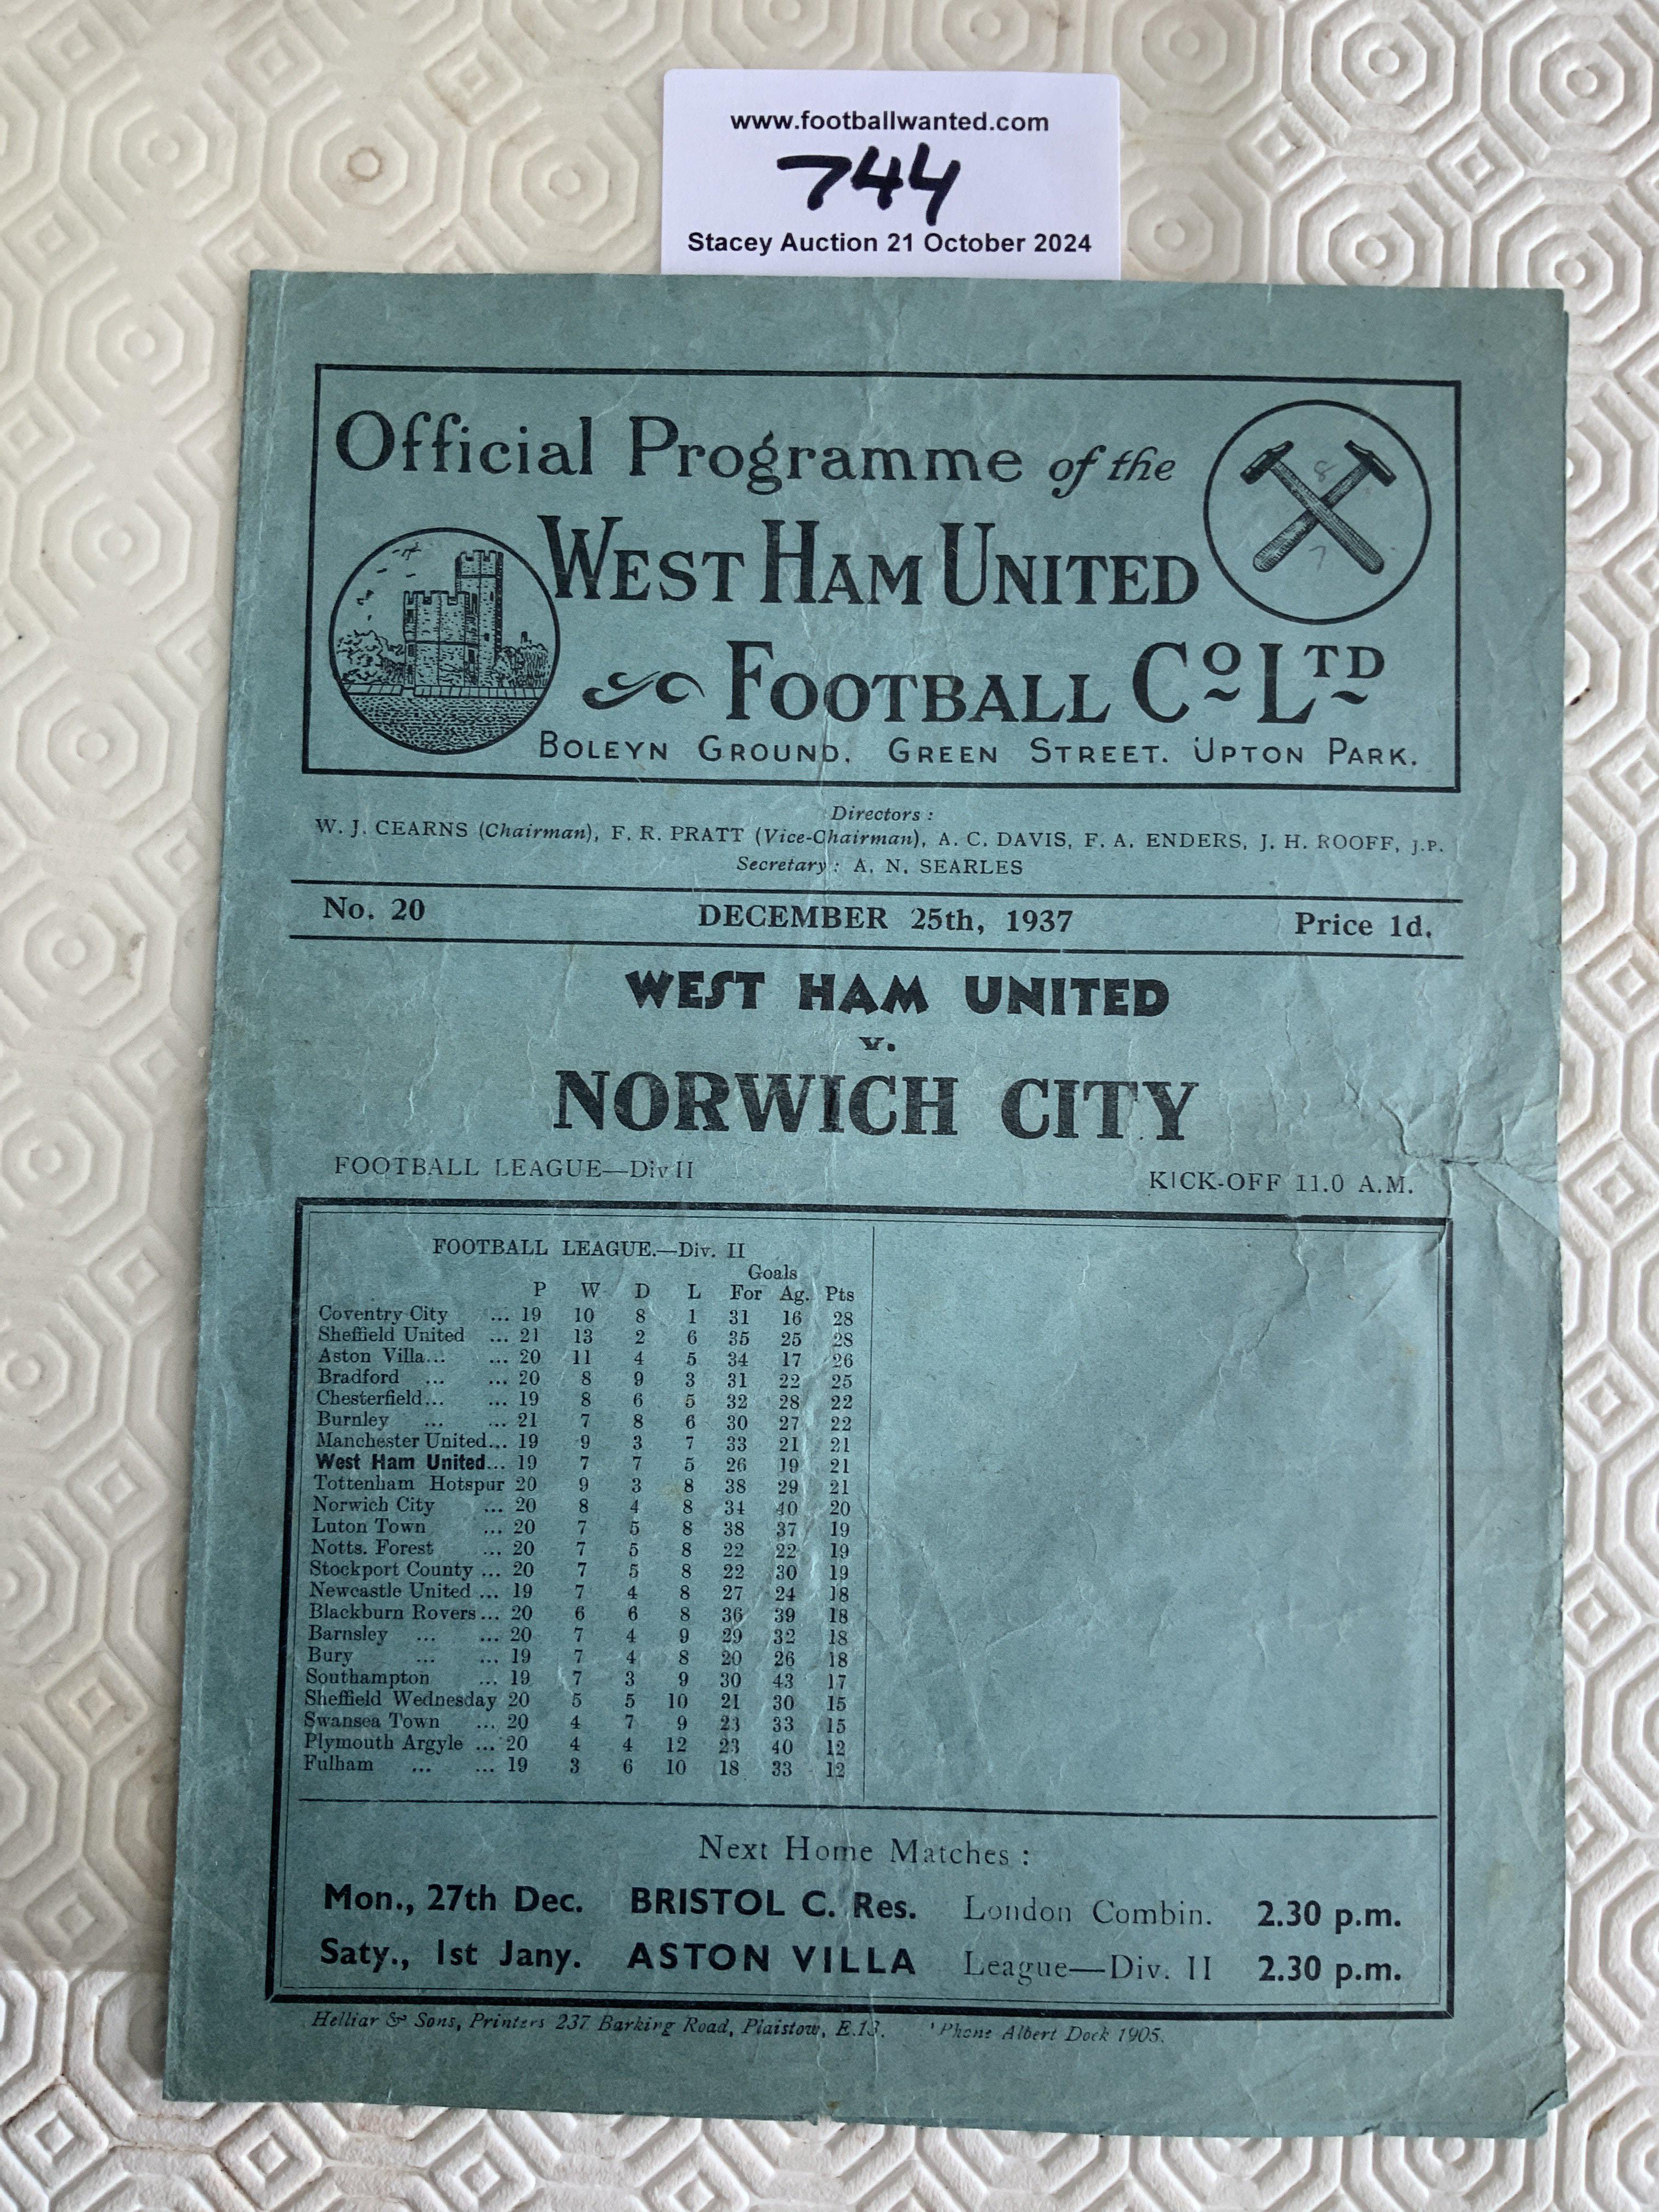 www.footballwanted.com
744
Stacey Auction 21 October 2024
Official Programme of the
WEST HAM UNITED
FOOTBALL CO LTD
BOLEYN GROUND. GREEN STREET. UPTON PARK.
8
7
Directors :
W. J. CEARNS (Chairman), F. R. PRATT (Vice-Chairman), A. C. DAVIS, F. A. ENDERS, J. H. ROOFF, J.P.
Secretary : A. N. SEARLES
No. 20 DECEMBER 25th, 1937 Price 1d.
WEST HAM UNITED
v.
NORWICH CITY
FOOTBALL LEAGUE—Div II KICK-OFF 11.0 A.M.
FOOTBALL LEAGUE.—Div. II
Goals
P W D L For Ag. Pts
Coventry City ... 19 10 8 1 31 16 28
Sheffield United ... 21 13 2 6 35 25 28
Aston Villa... ... 20 11 4 5 34 17 26
Bradford ... ... 20 8 9 3 31 22 25
Chesterfield... ... 19 8 6 5 32 28 22
Burnley ... ... 21 7 8 6 30 27 22
Manchester United... 19 9 3 7 33 21 21
West Ham United... 19 7 7 5 26 19 21
Tottenham Hotspur 20 9 3 8 38 29 21
Norwich City ... 20 8 4 8 34 40 20
Luton Town ... 20 7 5 8 38 37 19
Notts. Forest ... 20 7 5 8 22 22 19
Stockport County ... 20 7 5 8 22 30 19
Newcastle United ... 19 7 4 8 27 24 18
Blackburn Rovers ... 20 6 6 8 36 39 18
Barnsley ... ... 20 7 4 9 29 32 18
Bury ... ... 19 7 4 8 20 26 18
Southampton ... 19 7 3 9 30 43 17
Sheffield Wednesday 20 5 5 10 21 30 15
Swansea Town ... 20 4 7 9 23 33 15
Plymouth Argyle ... 20 4 4 12 23 40 12
Fulham ... ... 19 3 6 10 18 33 12
Next Home Matches :
Mon., 27th Dec. BRISTOL C. Res. London Combin. 2.30 p.m.
Saty., 1st Jany. ASTON VILLA League—Div. II 2.30 p.m.
Helliar & Sons, Printers 237 Barking Road, Plaistow, E.13. 'Phone Albert Dock 1905.